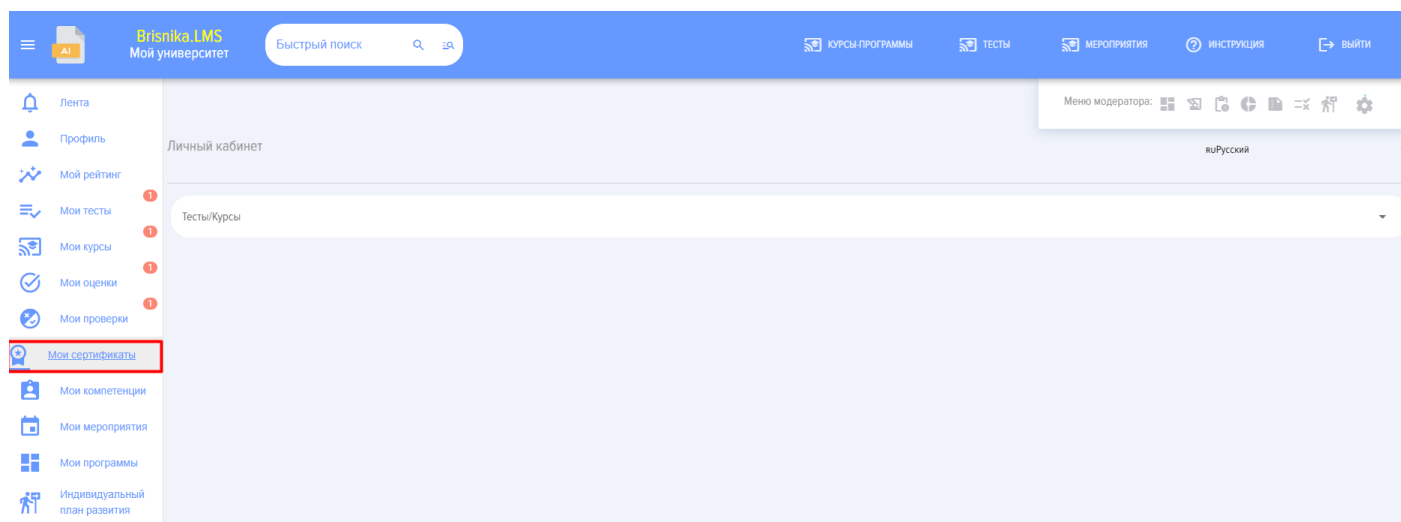 AI
Brisnika.LMS
Мой университет
Быстрый поиск
КУРСЫ-ПРОГРАММЫ
ТЕСТЫ
МЕРОПРИЯТИЯ
ИНСТРУКЦИЯ
ВЫЙТИ
Меню модератора:
Лента
Профиль
Личный кабинет
RUРусский
Мой рейтинг
1
Мои тесты
Тесты/Курсы
1
Мои курсы
1
Мои оценки
1
Мои проверки
Мои сертификаты
Мои компетенции
Мои мероприятия
Мои программы
Индивидуальный
план развития